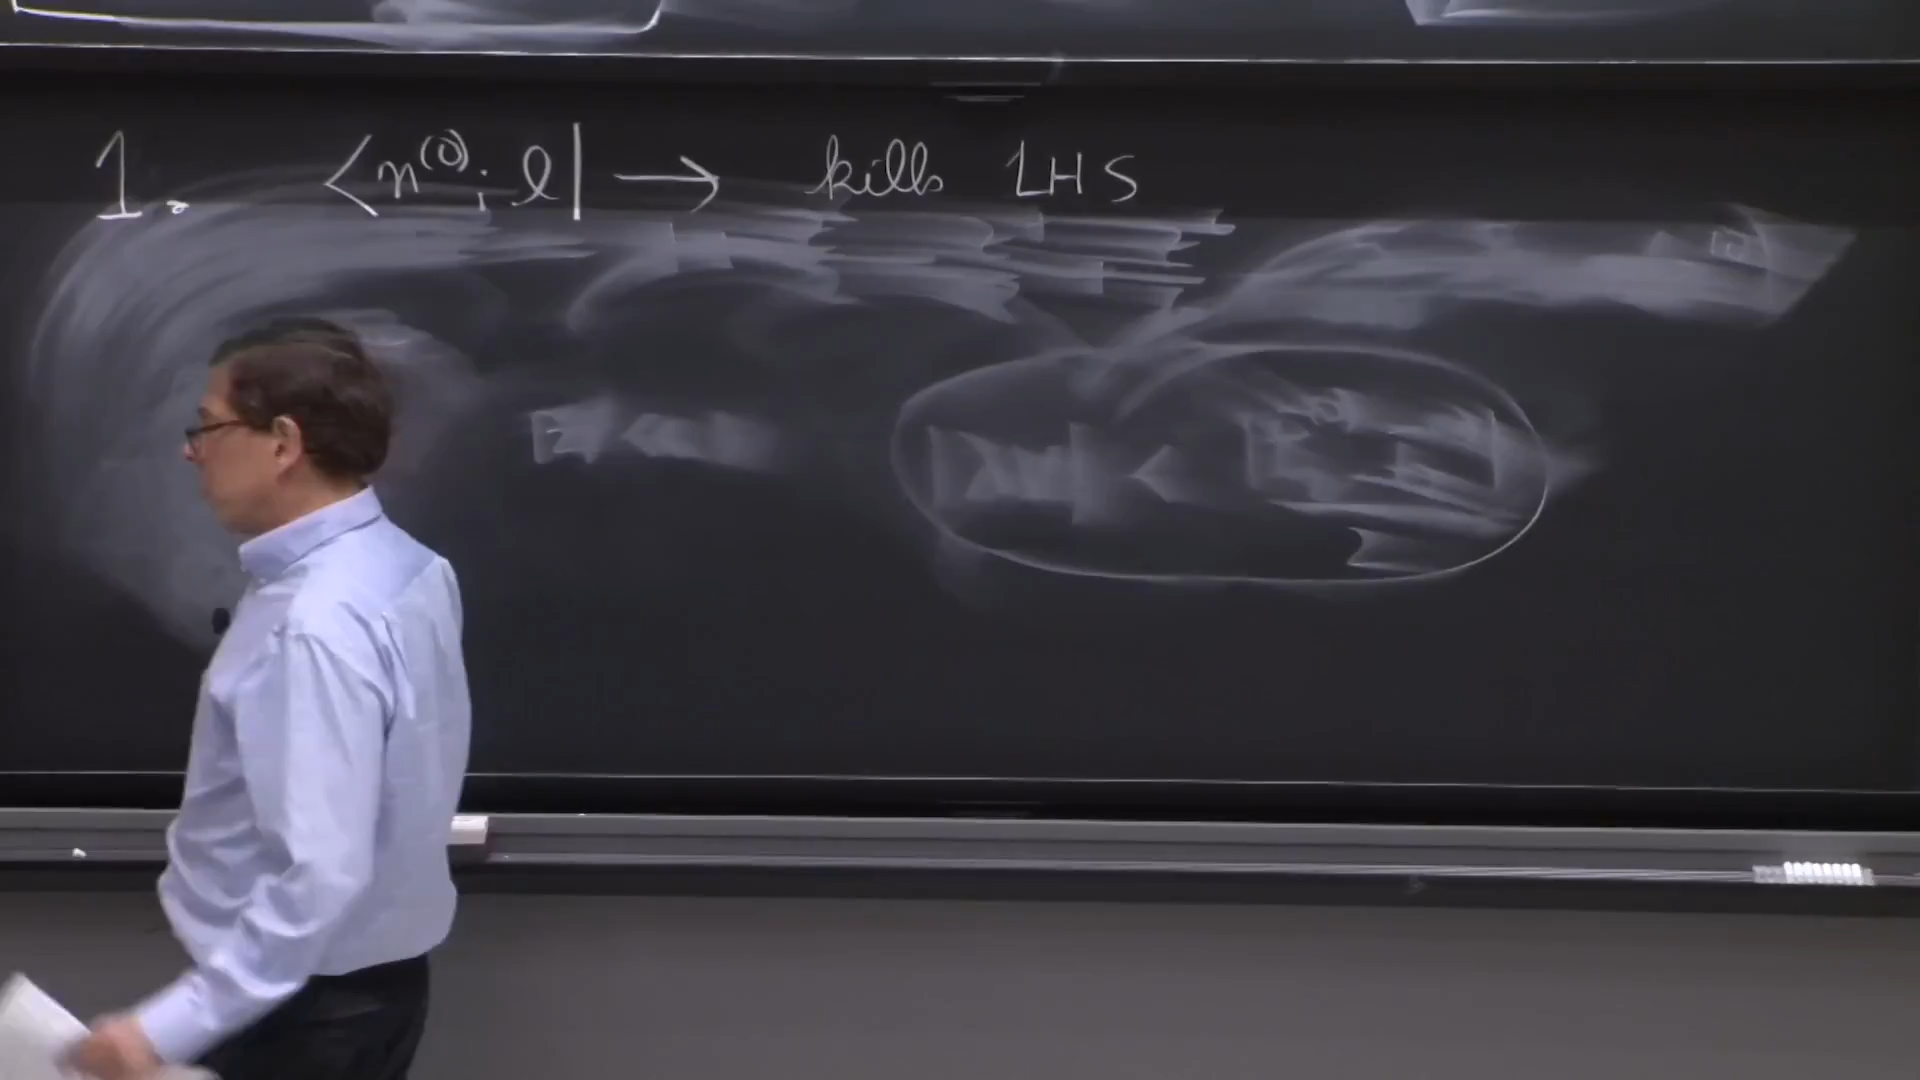 1. ⟨n⁽⁰⁾; l| → kills LHS